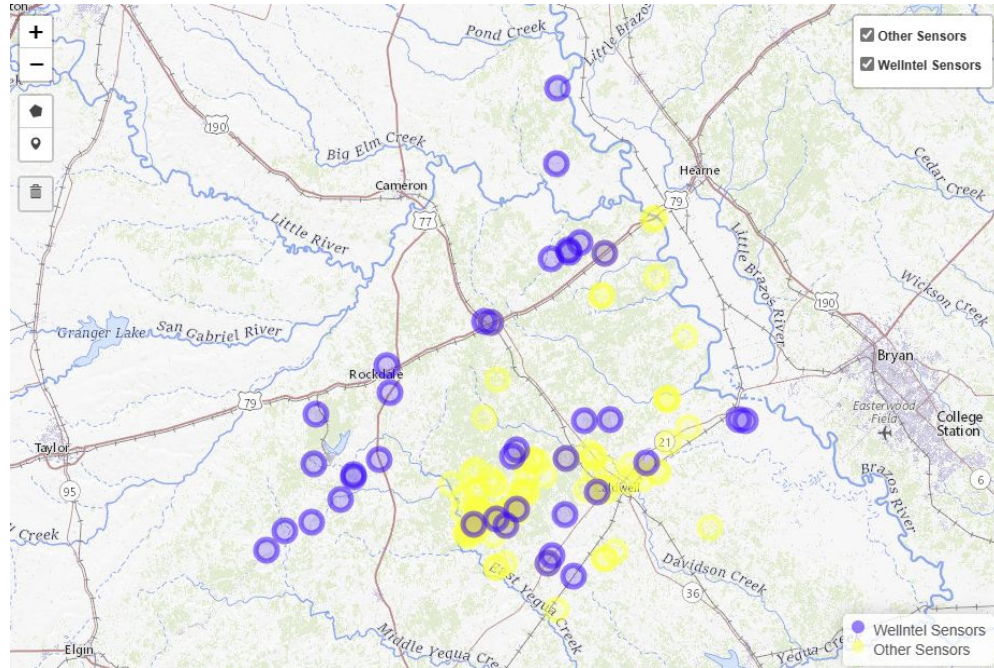 ton
+
−
Pond Creek
Little Brazos
Other Sensors
WellIntel Sensors
190
Big Elm Creek
Hearne
Cedar Creek
Cameron
79
77
Little River
Little Brazos River
Wickson Creek
190
Granger Lake
San Gabriel River
Bryan
Rockdale
79
Easterwood
Field
College
Station
Taylor
21
95
6
Brazos River
Creek
East Yegua Creek
Davidson Creek
36
Middle Yegua Cre
Elgin
Yegua Creek
WellIntel Sensors
Other Sensors